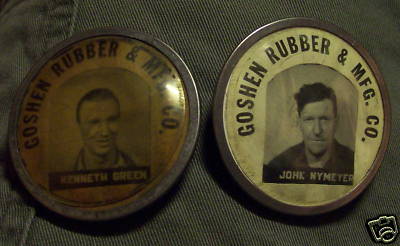 GOSHEN RUBBER & MFG. CO.
KENNETH GREEN
GOSHEN RUBBER & MFG. CO.
JOHN NYMEYER